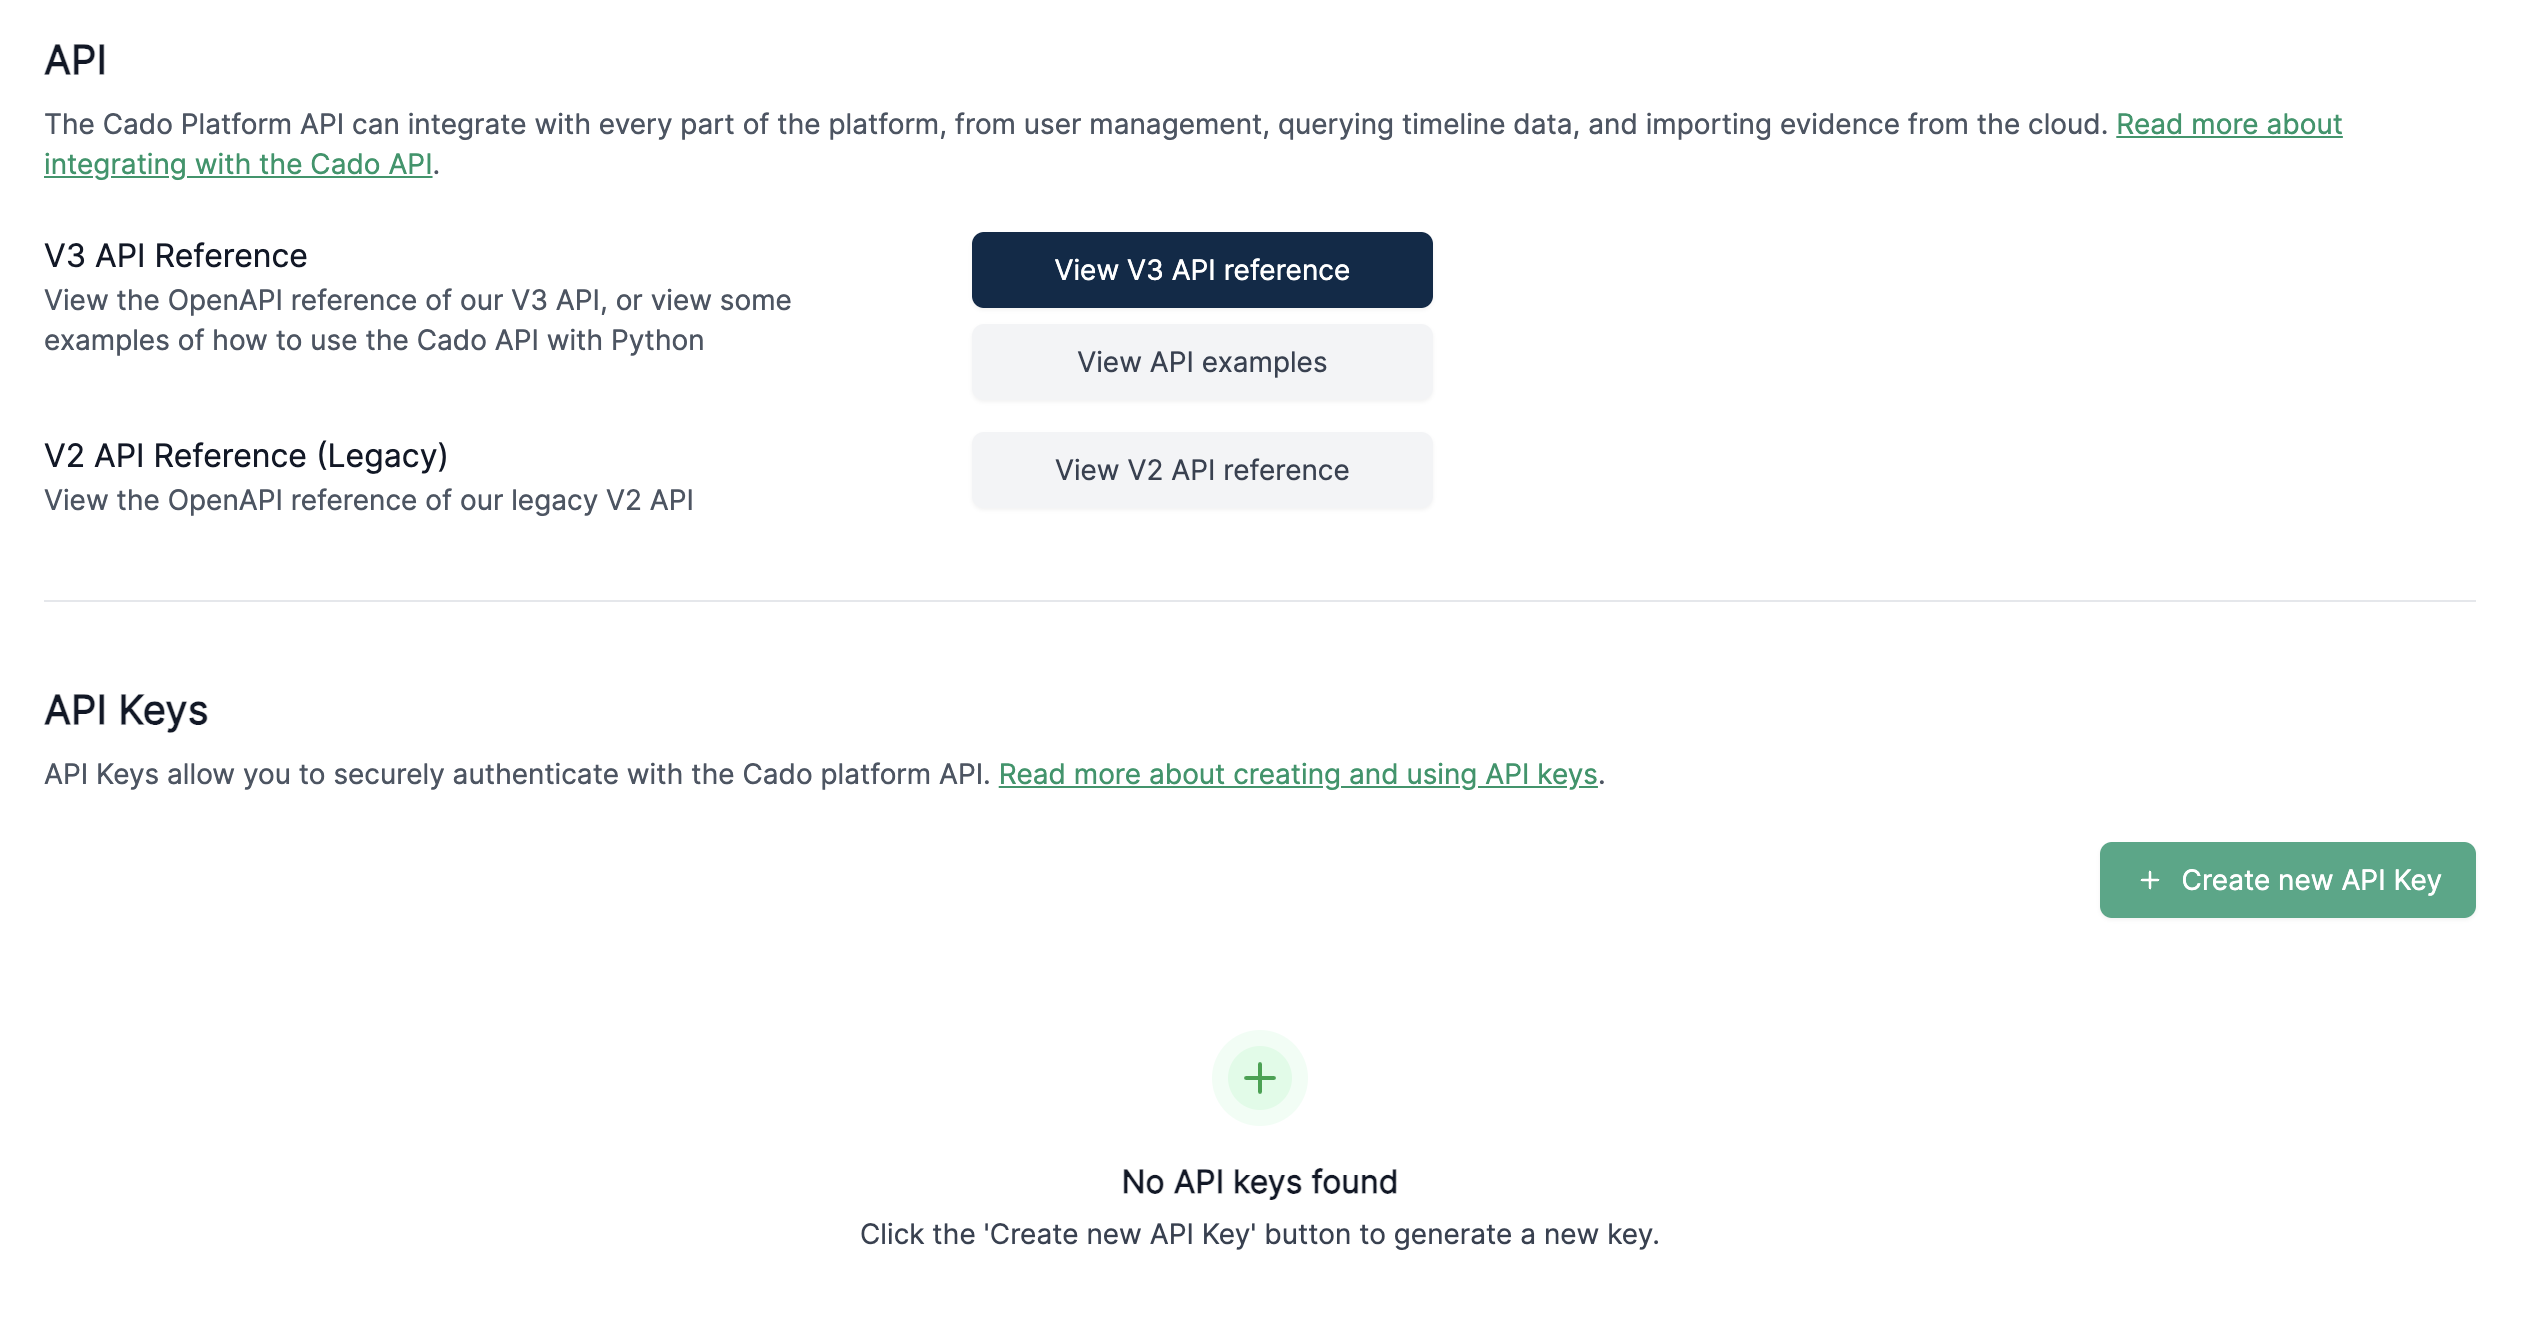 API
The Cado Platform API can integrate with every part of the platform, from user management, querying timeline data, and importing evidence from the cloud. Read more about
integrating with the Cado API.
V3 API Reference
View the OpenAPI reference of our V3 API, or view some
examples of how to use the Cado API with Python
View V3 API reference
View API examples
V2 API Reference (Legacy)
View the OpenAPI reference of our legacy V2 API
View V2 API reference
API Keys
API Keys allow you to securely authenticate with the Cado platform API. Read more about creating and using API keys.
+ Create new API Key
No API keys found
Click the 'Create new API Key' button to generate a new key.